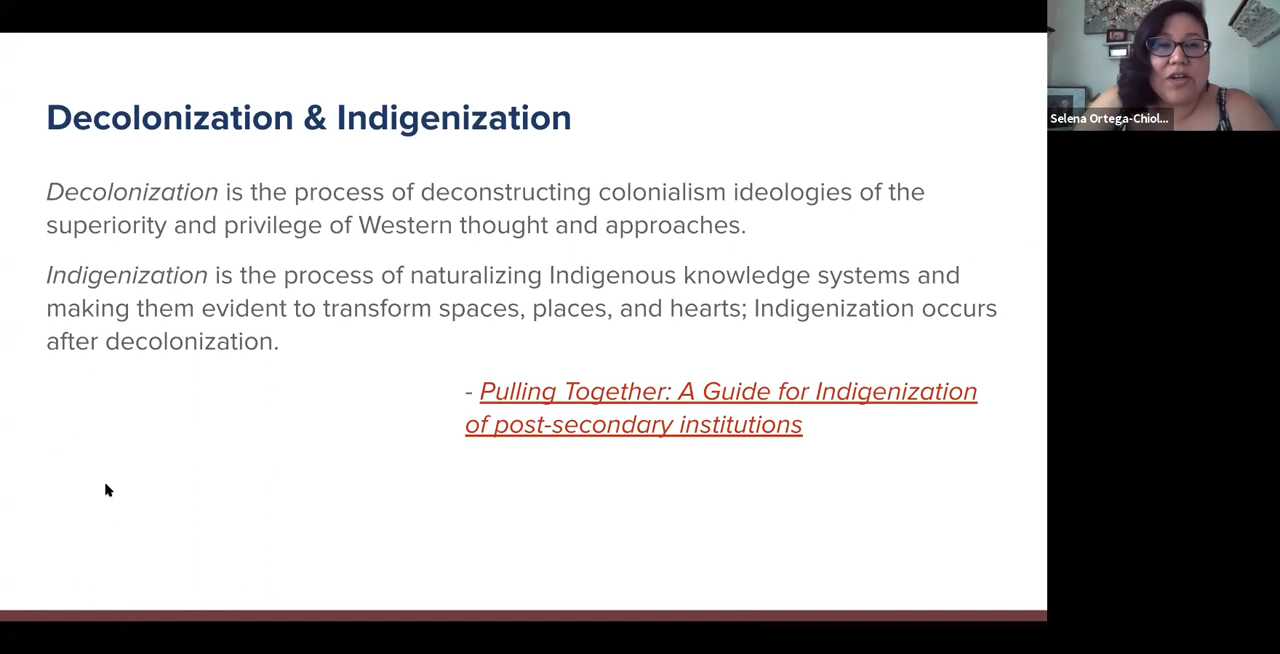 Decolonization & Indigenization
Decolonization is the process of deconstructing colonialism ideologies of the
superiority and privilege of Western thought and approaches.
Indigenization is the process of naturalizing Indigenous knowledge systems and
making them evident to transform spaces, places, and hearts; Indigenization occurs
after decolonization.
- Pulling Together: A Guide for Indigenization
of post-secondary institutions
Selena Ortega-Chiol...